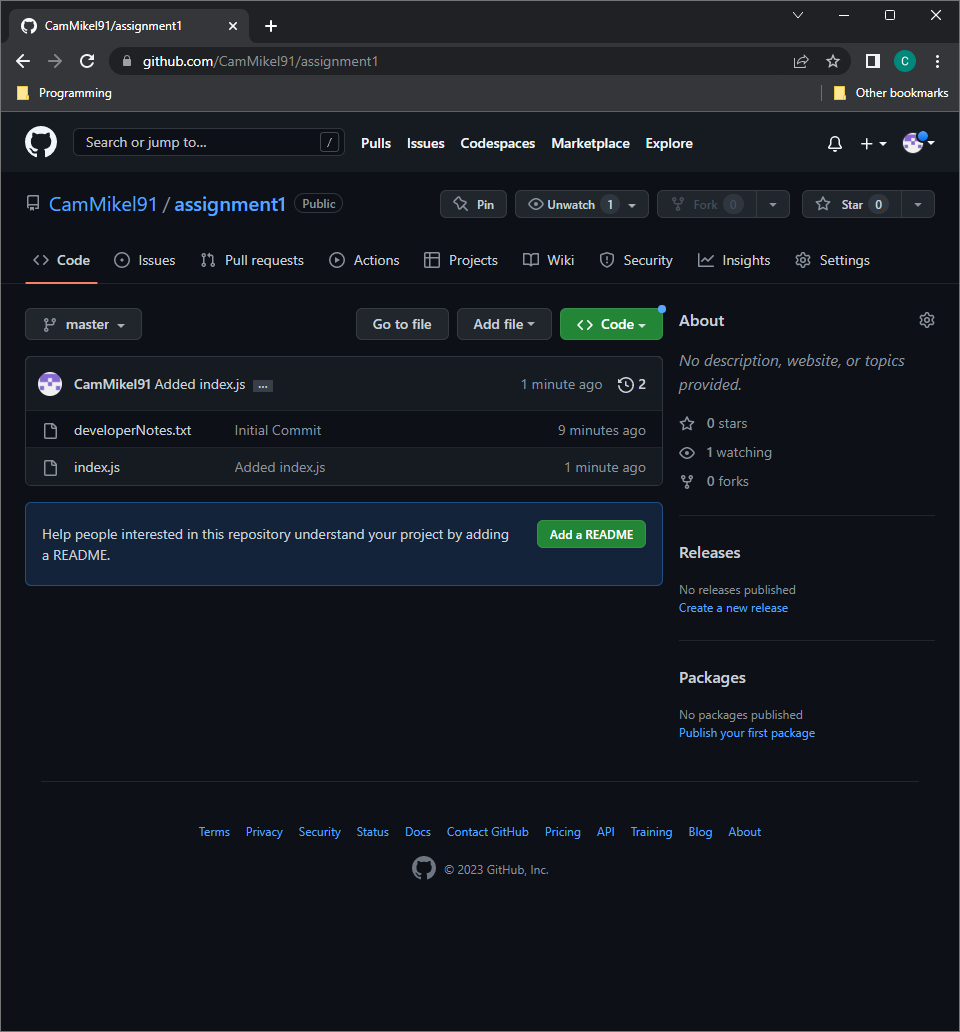 CamMikel91/assignment1
github.com/CamMikel91/assignment1
C
Programming
Other bookmarks
Search or jump to...
/
Pulls Issues Codespaces Marketplace Explore
CamMikel91 / assignment1 Public
Pin
Unwatch 1
Fork 0
Star 0
Code Issues Pull requests Actions Projects Wiki Security Insights Settings
master
Go to file
Add file
Code
CamMikel91 Added index.js ... 1 minute ago 2
developerNotes.txt Initial Commit 9 minutes ago
index.js Added index.js 1 minute ago
Help people interested in this repository understand your project by adding
a README.
Add a README
About
No description, website, or topics
provided.
0 stars
1 watching
0 forks
Releases
No releases published
Create a new release
Packages
No packages published
Publish your first package
Terms Privacy Security Status Docs Contact GitHub Pricing API Training Blog About
© 2023 GitHub, Inc.